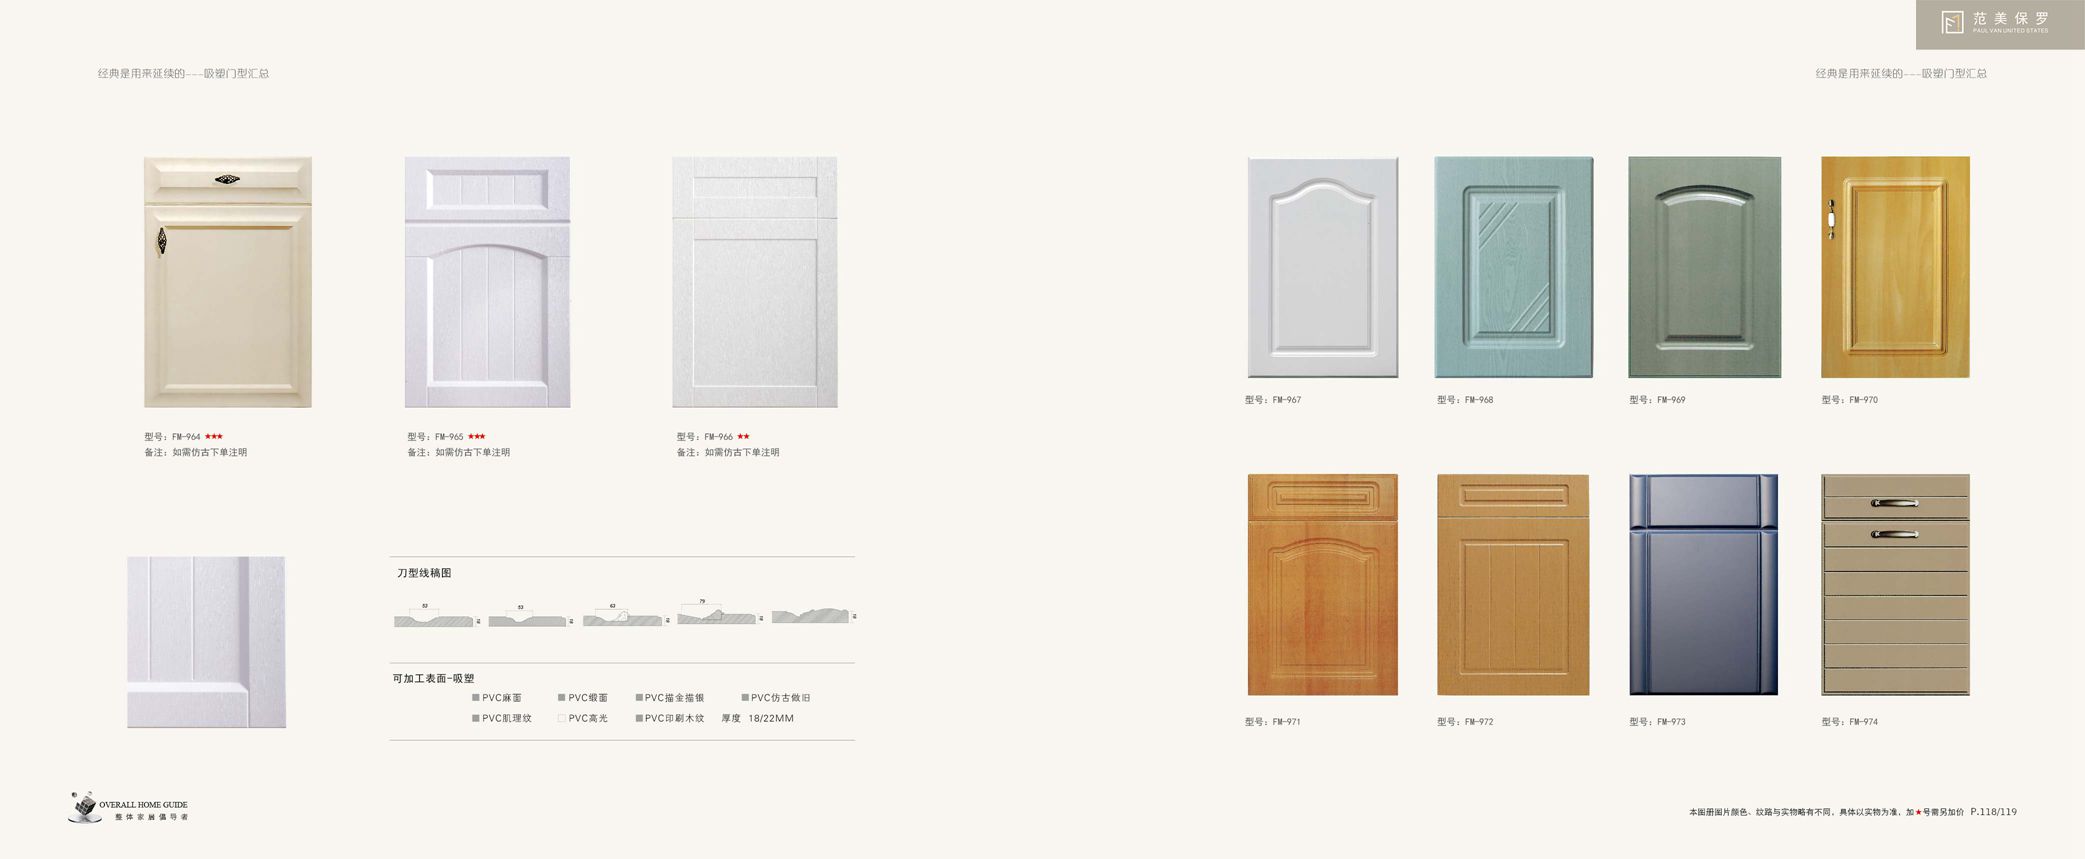 范美保罗
PAUL VAN UNITED STATES
经典是用来延续的---吸塑门型汇总
经典是用来延续的---吸塑门型汇总
型号：FM-964 ★★★
备注：如需仿古下单注明
型号：FM-965 ★★★
备注：如需仿古下单注明
型号：FM-966 ★★
备注：如需仿古下单注明
刀型线稿图
53
53
63
79
可加工表面-吸塑
PVC麻面 PVC缎面 PVC描金描银 PVC仿古做旧
PVC肌理纹 PVC高光 PVC印刷木纹 厚度 18/22MM
OVERALL HOME GUIDE
整体家居倡导者
型号：FM-967
型号：FM-968
型号：FM-969
型号：FM-970
型号：FM-971
型号：FM-972
型号：FM-973
型号：FM-974
本图册图片颜色、纹路与实物略有不同，具体以实物为准，加★号需另加价 P.118/119